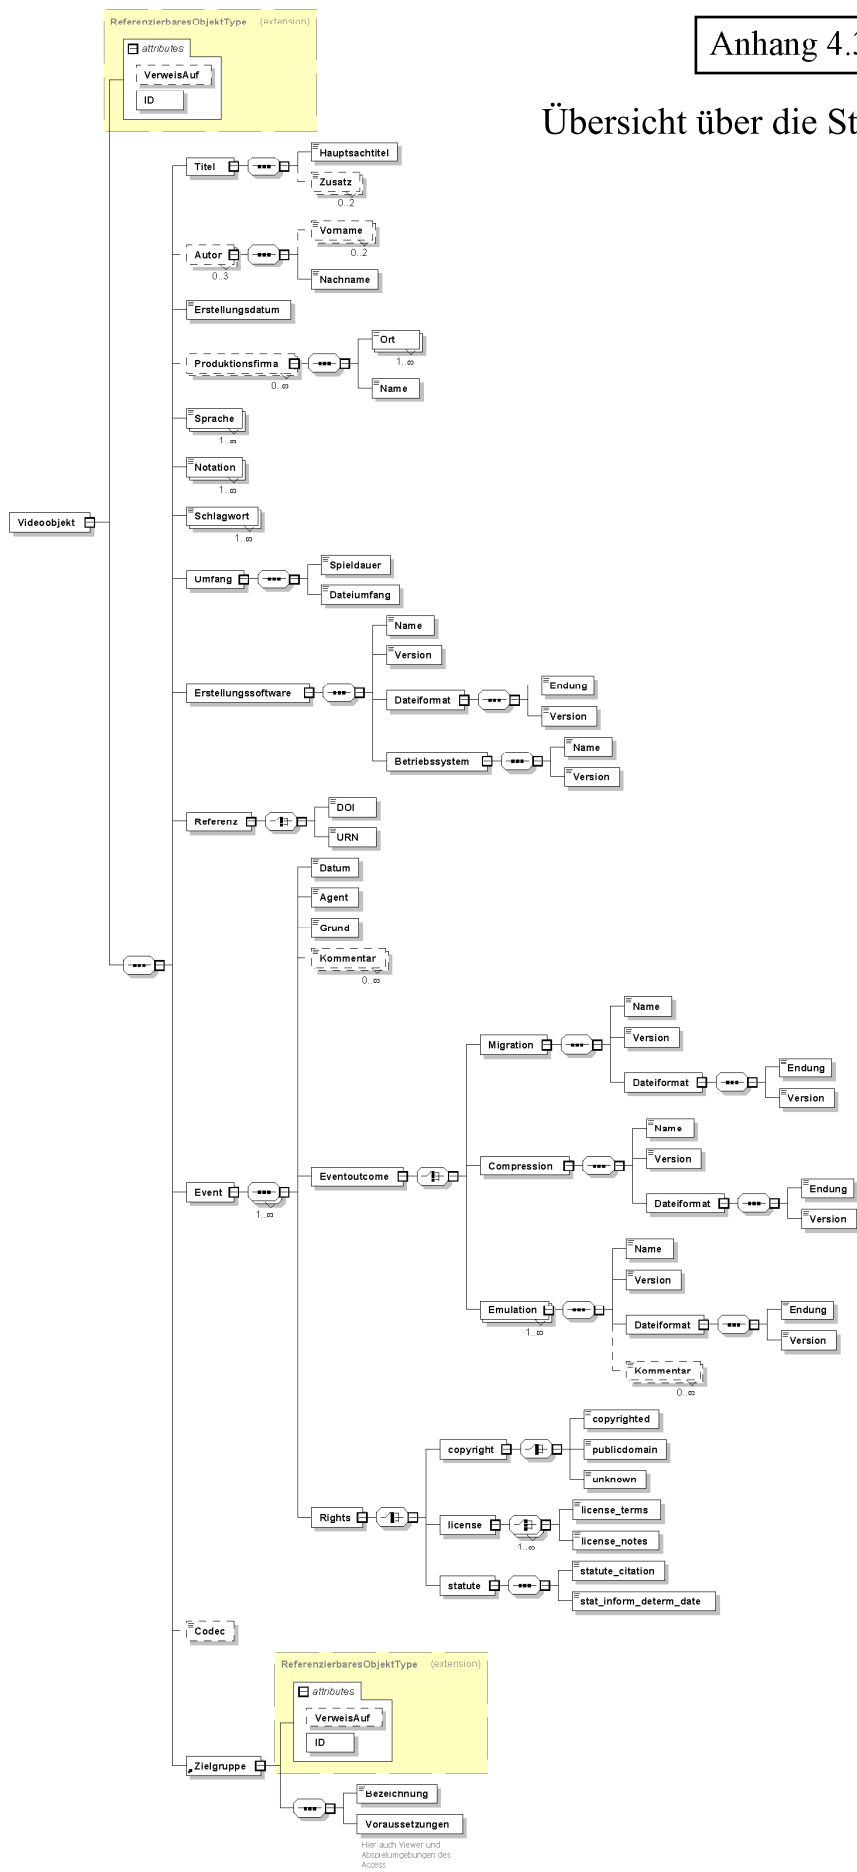 ReferenzierbaresObjektType (extension)
attributes
VerweisAuf
ID
Anhang 4.3
Übersicht über die St
Titel
Hauptsachtitel
Zusatz
0..2
Autor
0..3
Vorname
0..2
Nachname
Erstellungsdatum
Produktionsfirma
0..∞
Ort
1..∞
Name
Sprache
1..∞
Notation
1..∞
Schlagwort
1..∞
Videoobjekt
Umfang
Spieldauer
Dateiumfang
Erstellungssoftware
Name
Version
Dateiformat
Endung
Version
Betriebssystem
Name
Version
Referenz
DOI
URN
Event
1..∞
Datum
Agent
Grund
Kommentar
0..∞
Eventoutcome
Migration
Name
Version
Dateiformat
Endung
Version
Compression
Name
Version
Dateiformat
Endung
Version
Emulation
1..∞
Name
Version
Dateiformat
Endung
Version
Kommentar
0..∞
Rights
copyright
copyrighted
publicdomain
unknown
license
1..∞
license_terms
license_notes
statute
statute_citation
stat_inform_determ_date
Codec
ReferenzierbaresObjektType (extension)
attributes
VerweisAuf
ID
Zielgruppe
Bezeichnung
Voraussetzungen
Hier auch Viewer und
Abspielumgebungen des
Access